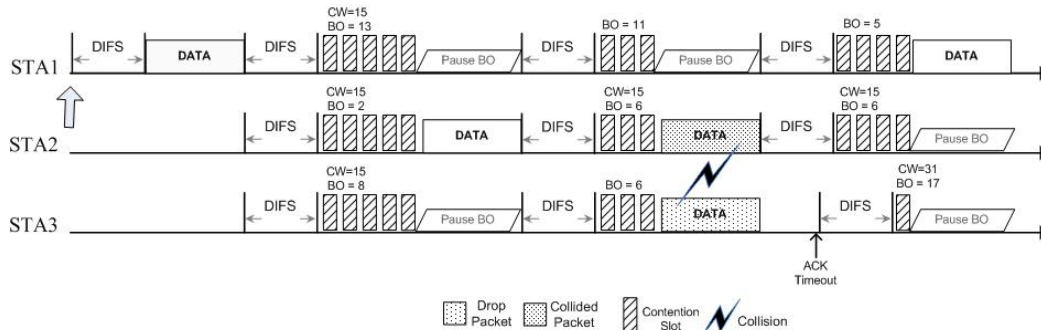 CW=15
BO = 13
BO = 11
BO = 5
DIFS
DATA
DIFS
Pause BO
DIFS
Pause BO
DIFS
DATA
STA1
CW=15
BO = 2
CW=15
BO = 6
CW=15
BO = 6
DIFS
DATA
DIFS
DATA
DIFS
Pause BO
STA2
CW=15
BO = 8
BO = 6
CW=31
BO = 17
DIFS
Pause BO
DIFS
DATA
DIFS
Pause BO
STA3
ACK
Timeout
Drop
Packet
Collided
Packet
Contention
Slot
Collision